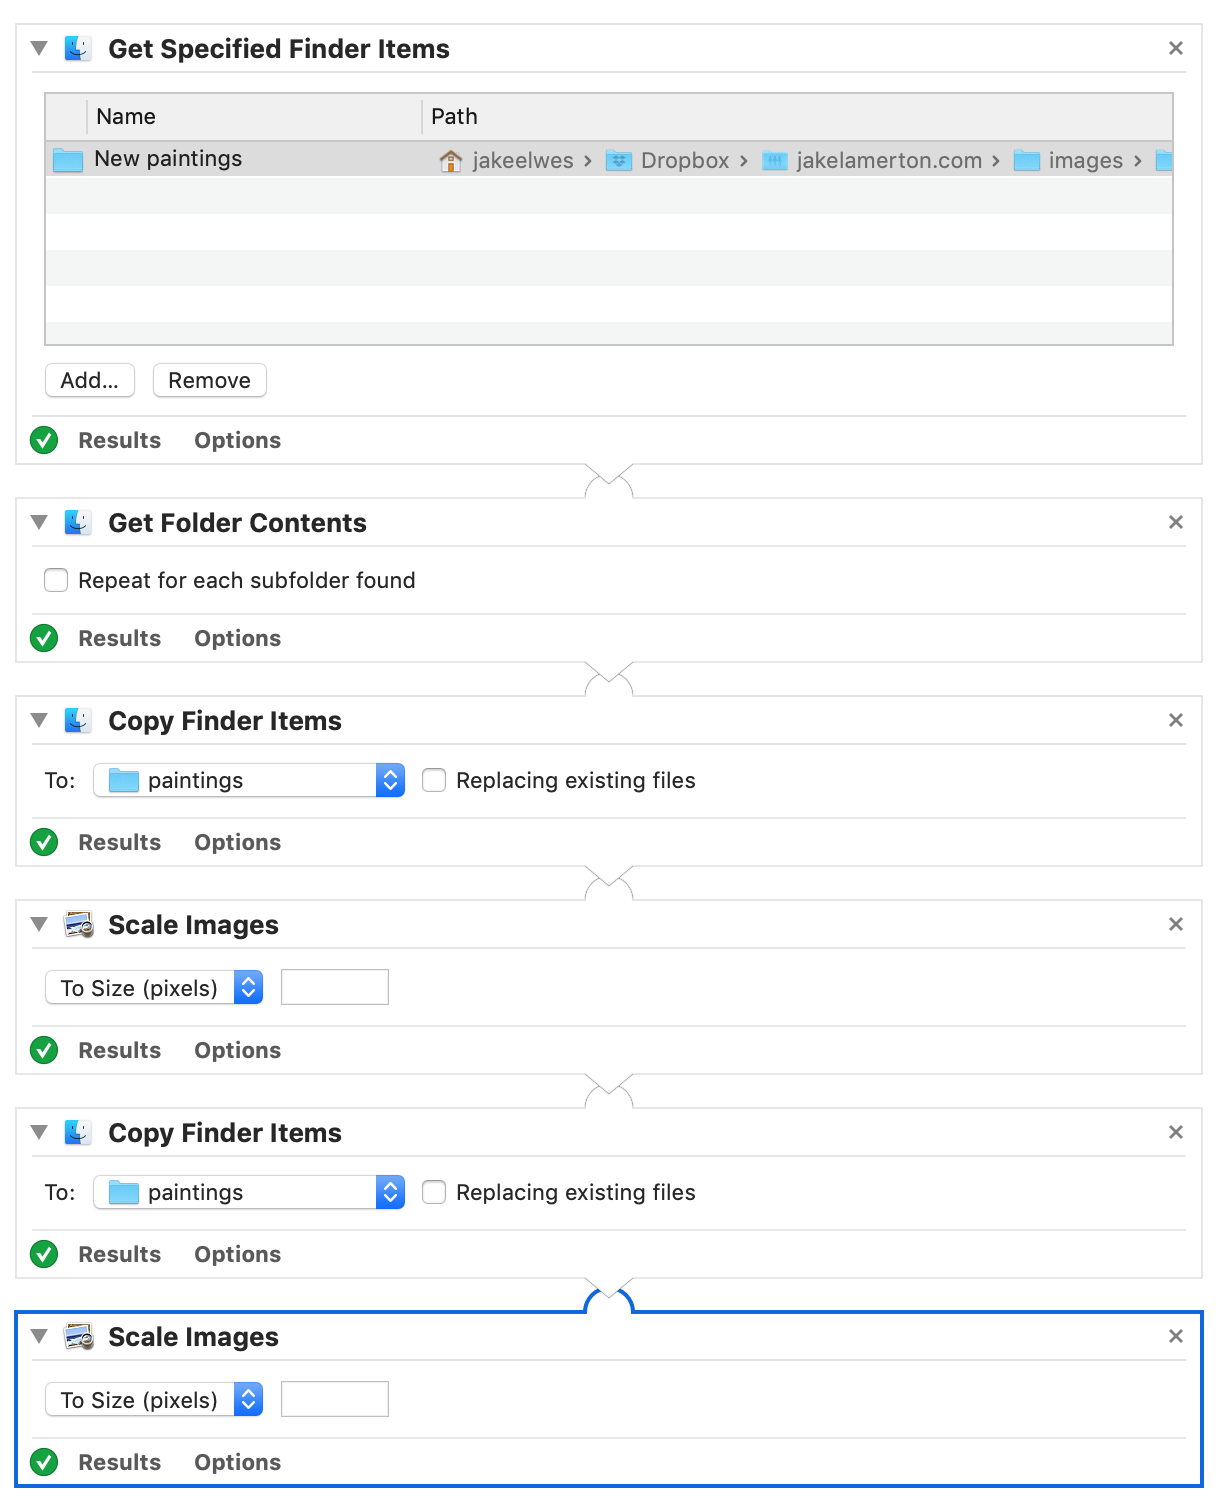 Get Specified Finder Items
Name Path
New paintings jakeelwes › Dropbox › jakelamerton.com › images ›
Add... Remove
Results Options
Get Folder Contents
Repeat for each subfolder found
Results Options
Copy Finder Items
To: paintings Replacing existing files
Results Options
Scale Images
To Size (pixels)
Results Options
Copy Finder Items
To: paintings Replacing existing files
Results Options
Scale Images
To Size (pixels)
Results Options